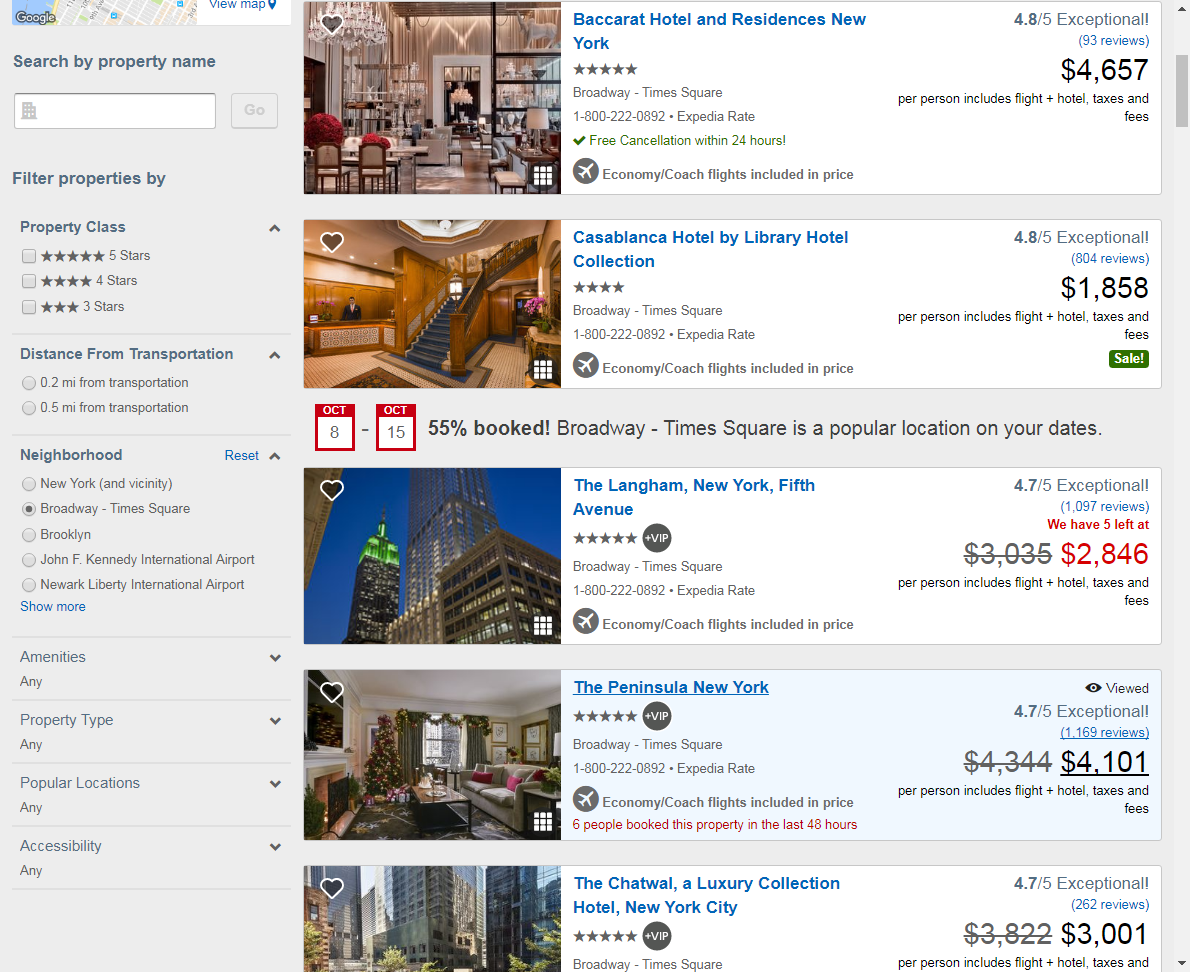 Google
View map
Search by property name
Go
Filter properties by
Property Class
★★★★★ 5 Stars
★★★★ 4 Stars
★★★ 3 Stars
Distance From Transportation
0.2 mi from transportation
0.5 mi from transportation
Neighborhood Reset
New York (and vicinity)
Broadway - Times Square
Brooklyn
John F. Kennedy International Airport
Newark Liberty International Airport
Show more
Amenities
Any
Property Type
Any
Popular Locations
Any
Accessibility
Any
Baccarat Hotel and Residences New
York
★★★★★
Broadway - Times Square
1-800-222-0892 • Expedia Rate
Free Cancellation within 24 hours!
Economy/Coach flights included in price
4.8/5 Exceptional!
(93 reviews)
$4,657
per person includes flight + hotel, taxes and
fees
Casablanca Hotel by Library Hotel
Collection
★★★★
Broadway - Times Square
1-800-222-0892 • Expedia Rate
Economy/Coach flights included in price
4.8/5 Exceptional!
(804 reviews)
$1,858
per person includes flight + hotel, taxes and
fees
Sale!
OCT
8
-
OCT
15
55% booked! Broadway - Times Square is a popular location on your dates.
The Langham, New York, Fifth
Avenue
★★★★★ +VIP
Broadway - Times Square
1-800-222-0892 • Expedia Rate
Economy/Coach flights included in price
4.7/5 Exceptional!
(1,097 reviews)
We have 5 left at
$3,035 $2,846
per person includes flight + hotel, taxes and
fees
The Peninsula New York
★★★★★ +VIP
Broadway - Times Square
1-800-222-0892 • Expedia Rate
Economy/Coach flights included in price
6 people booked this property in the last 48 hours
Viewed
4.7/5 Exceptional!
(1,169 reviews)
$4,344 $4,101
per person includes flight + hotel, taxes and
fees
The Chatwal, a Luxury Collection
Hotel, New York City
★★★★★ +VIP
Broadway - Times Square
4.7/5 Exceptional!
(262 reviews)
$3,822 $3,001
per person includes flight + hotel, taxes and